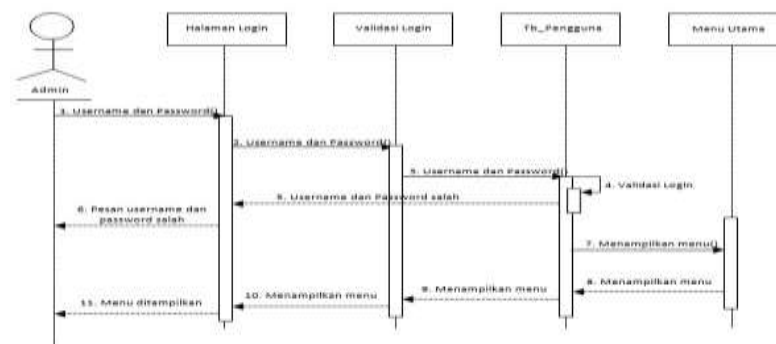 Halaman Login
Validasi Login
Tb_Pengguna
Menu Utama
Admin
1. Username dan Password()
2. Username dan Password()
3. Username dan Password()
4. Validasi Login
5. Username dan Password salah
6. Pesan username dan
password salah
7. Menampilkan menu()
8. Menampilkan menu
9. Menampilkan menu
10. Menampilkan menu
11. Menu ditampilkan